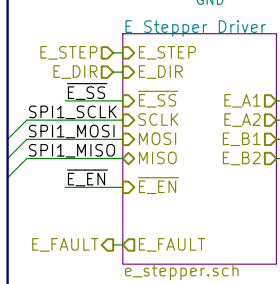 GND
E_Stepper Driver
E_STEP E_STEP
E_DIR E_DIR
E_SS E_SS E_A1
SPI1_SCLK SCLK E_A2
SPI1_MOSI MOSI E_B1
SPI1_MISO MISO E_B2
E_EN E_EN
E_FAULT E_FAULT
e_stepper.sch